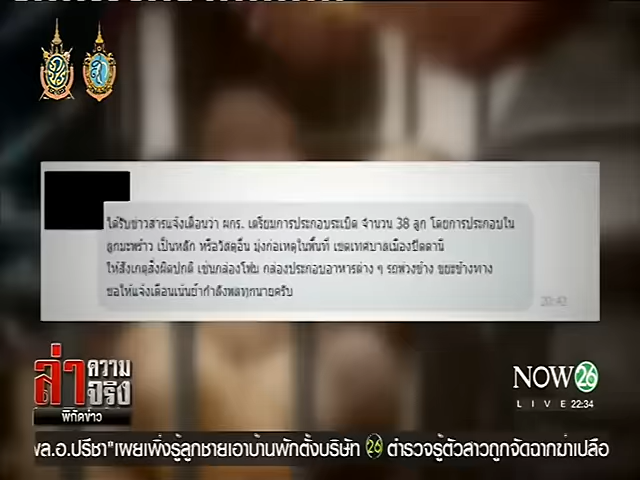 ได้รับข่าวสารแจ้งเตือนว่า ผกร. เตรียมการประกอบระเบิด จำนวน 38 ลูก โดยการประกอบใน
ลูกมะพร้าว เป็นหลัก หรือวัสดุอื่น มุ่งก่อเหตุในพื้นที่ เขตเทศบาลเมืองปัตตานี
ให้สังเกตุสิ่งผิดปกติ เช่นกล่องโฟม กล่องประกอบอาหารต่าง ๆ รถพ่วงข้าง ขยะข้างทาง
ขอให้แจ้งเตือนเน้นย้ำกำลังพลทุกนายครับ
20:42
ล่าความจริง
พิกัดข่าว
NOW26
LIVE 22:34
พล.อ.ปรีชา"เผยเพิ่งรู้ลูกชายเอาบ้านพักตั้งบริษัท 26 ตำรวจรู้ตัวสาวถูกจัดฉากฆ่าเปลือ